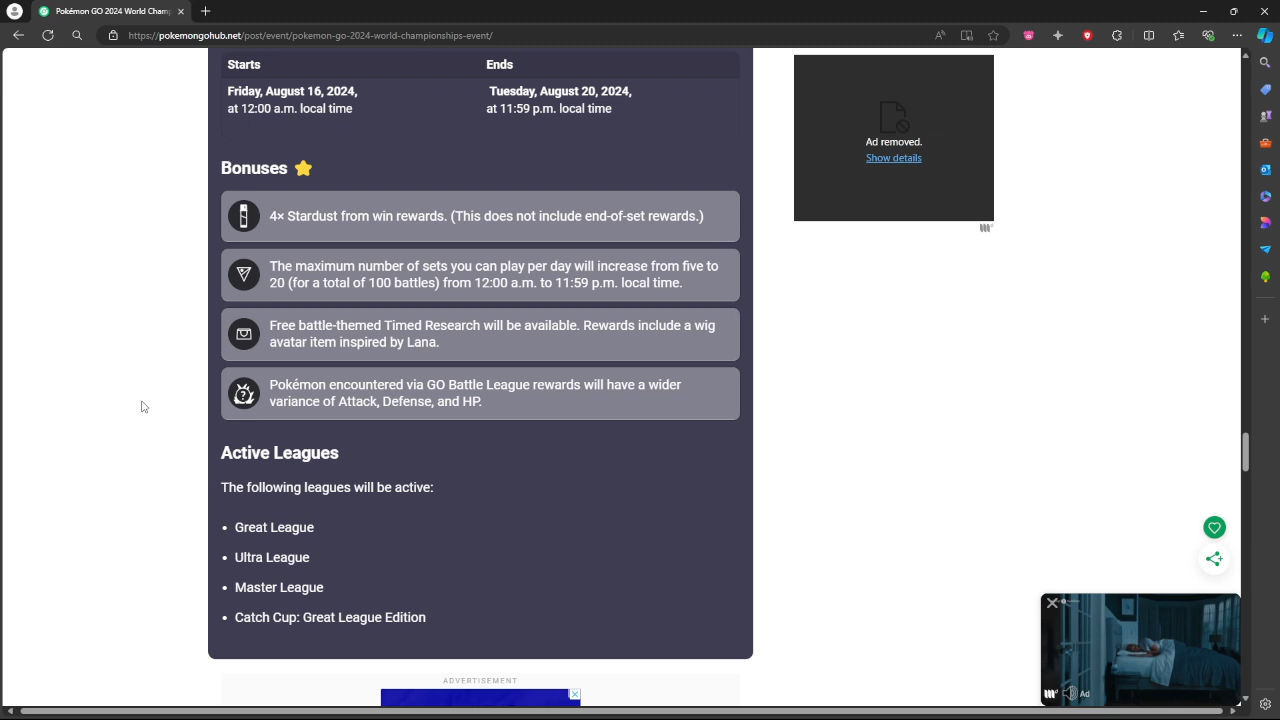 Pokémon GO 2024 World Cham
https://pokemongohub.net/post/event/pokemon-go-2024-world-championships-event/
Starts
Ends
Friday, August 16, 2024,
at 12:00 a.m. local time
Tuesday, August 20, 2024,
at 11:59 p.m. local time
Ad removed.
Show details
Bonuses
4× Stardust from win rewards. (This does not include end-of-set rewards.)
The maximum number of sets you can play per day will increase from five to
20 (for a total of 100 battles) from 12:00 a.m. to 11:59 p.m. local time.
Free battle-themed Timed Research will be available. Rewards include a wig
avatar item inspired by Lana.
Pokémon encountered via GO Battle League rewards will have a wider
variance of Attack, Defense, and HP.
Active Leagues
The following leagues will be active:
• Great League
• Ultra League
• Master League
• Catch Cup: Great League Edition
ADVERTISEMENT
Ad